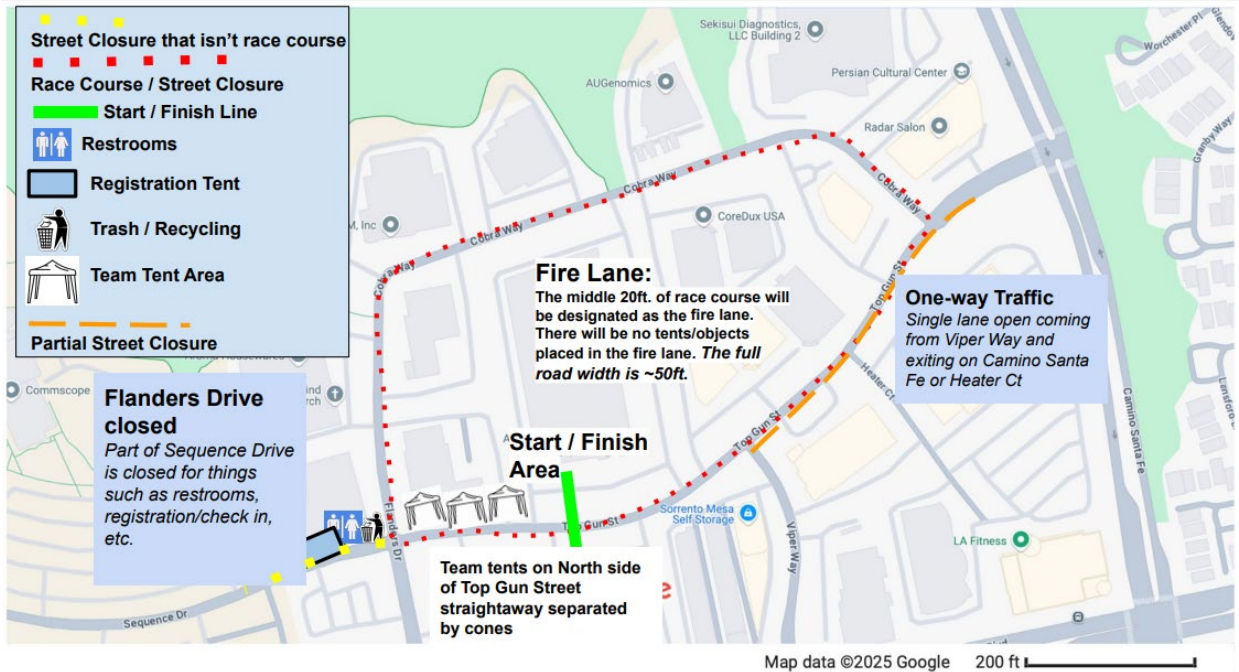 Street Closure that isn't race course
Race Course / Street Closure
Start / Finish Line
Restrooms
Registration Tent
Trash / Recycling
Team Tent Area
Partial Street Closure
Sekisui Diagnostics,
LLC Building 2
AUGenomics
Persian Cultural Center
Radar Salon
Worchester Pl
Glendov
Granby Way
Cobra Way
Cobra Way
Cobra Way
Cobra Way
M, Inc
CoreDux USA
Fire Lane:
The middle 20ft. of race course will
be designated as the fire lane.
There will be no tents/objects
placed in the fire lane. The full
road width is ~50ft.
Top Gun St
One-way Traffic
Single lane open coming
from Viper Way and
exiting on Camino Santa
Fe or Heater Ct
Heater Ct
Camino Santa Fe
Lansford
Commscope
ind
rch
Flanders Drive
closed
Part of Sequence Drive
is closed for things
such as restrooms,
registration/check in,
etc.
Start / Finish
Area
A
Top Gun St
Top Gun St
Flanders Dr
Sorrento Mesa
Self Storage
Viper Way
LA Fitness
Team tents on North side
of Top Gun Street
straightaway separated
by cones
e
Sequence Dr
lvd
Map data ©2025 Google 200 ft